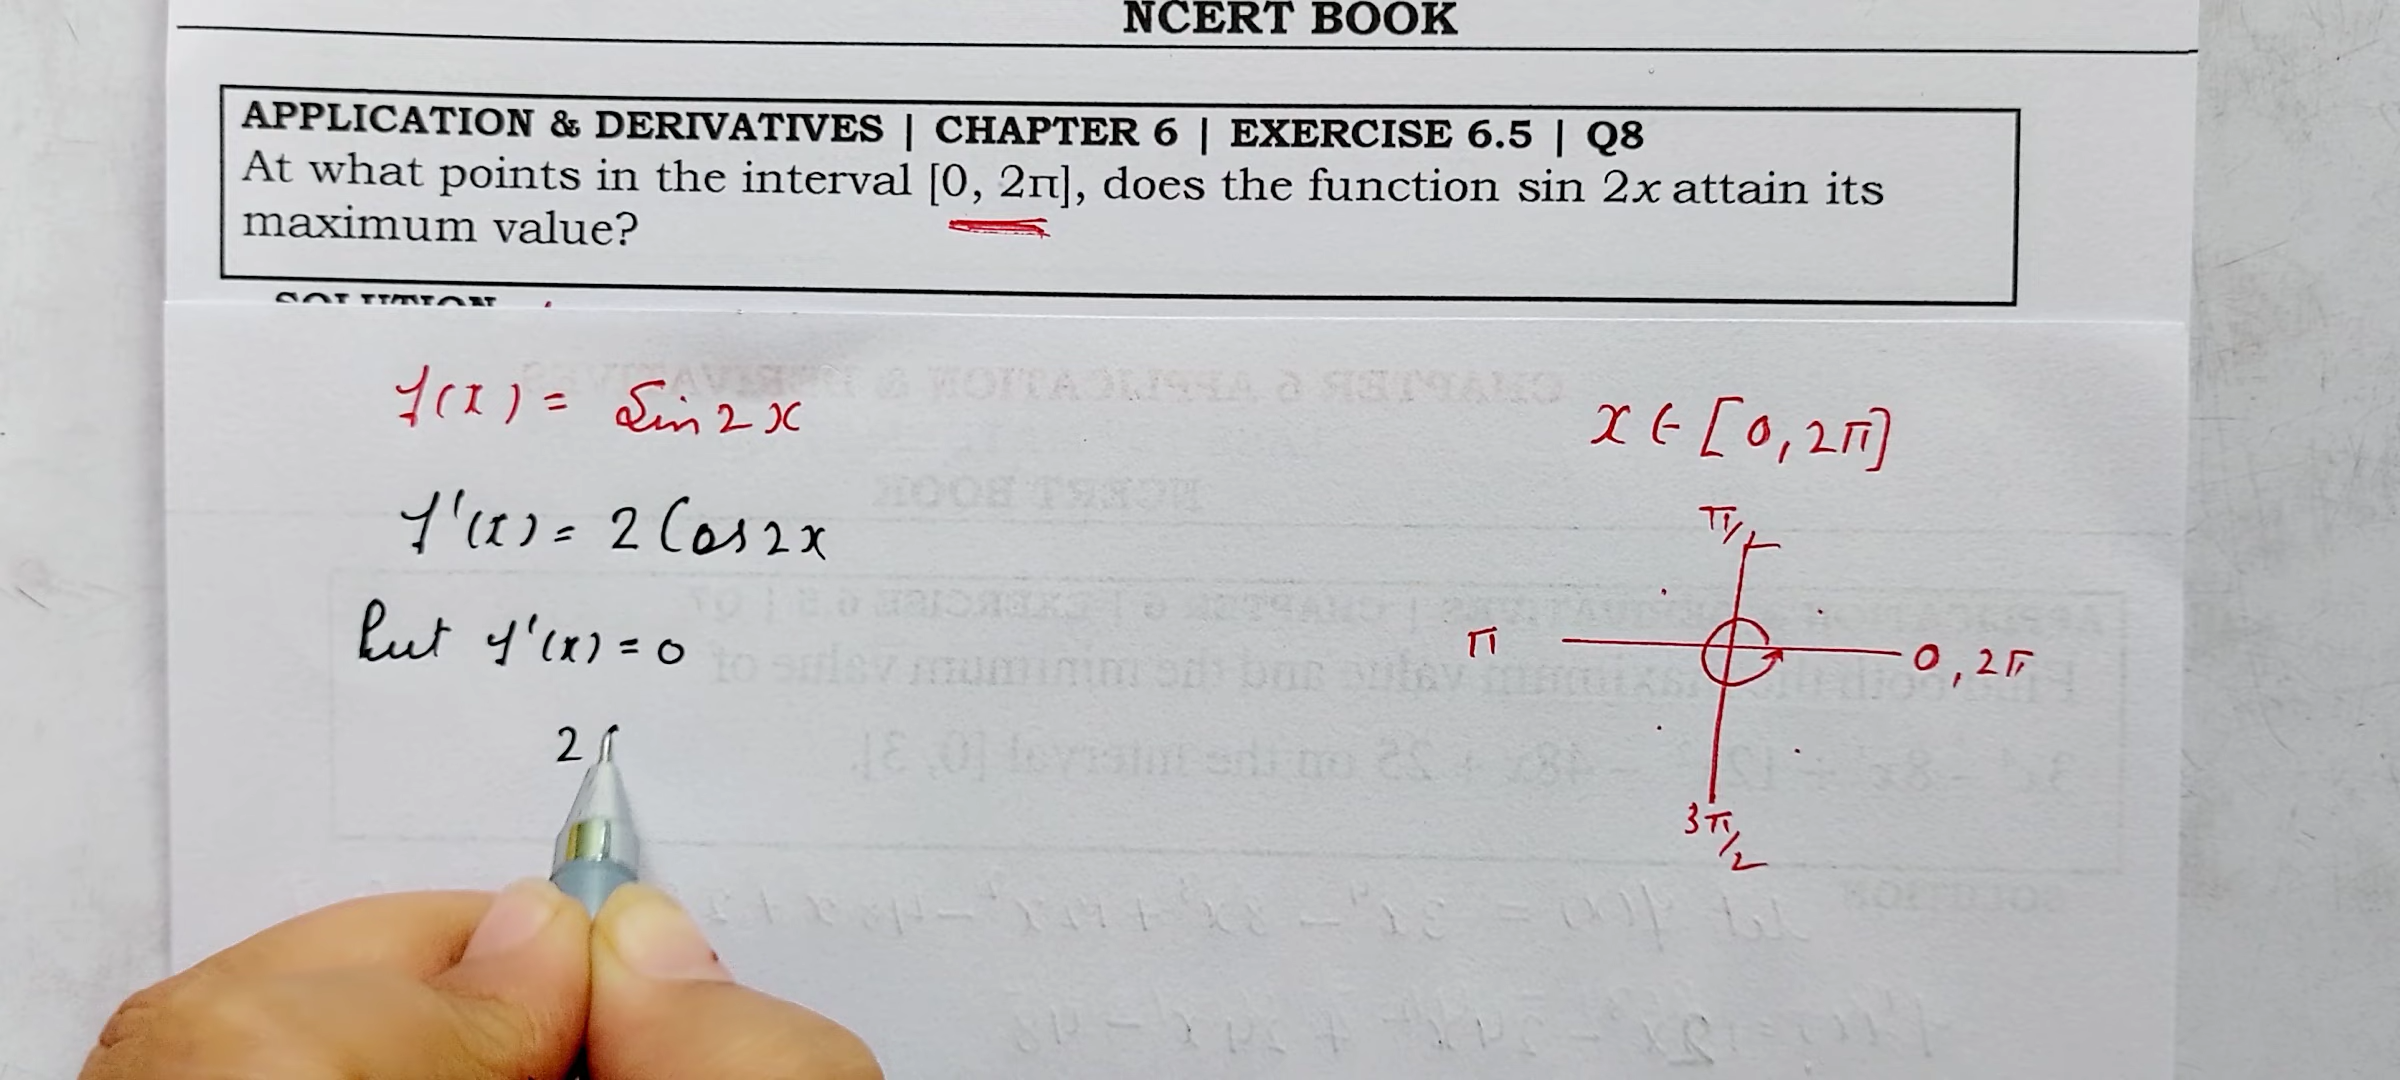 NCERT BOOK
APPLICATION & DERIVATIVES | CHAPTER 6 | EXERCISE 6.5 | Q8
At what points in the interval [0, 2π], does the function sin 2x attain its
maximum value?
SOLUTION
f(x) = Sin 2x
x ∈ [0, 2π]
f'(x) = 2 Cos 2x
π/2
Put f'(x) = 0
π
0, 2π
2
3π/2